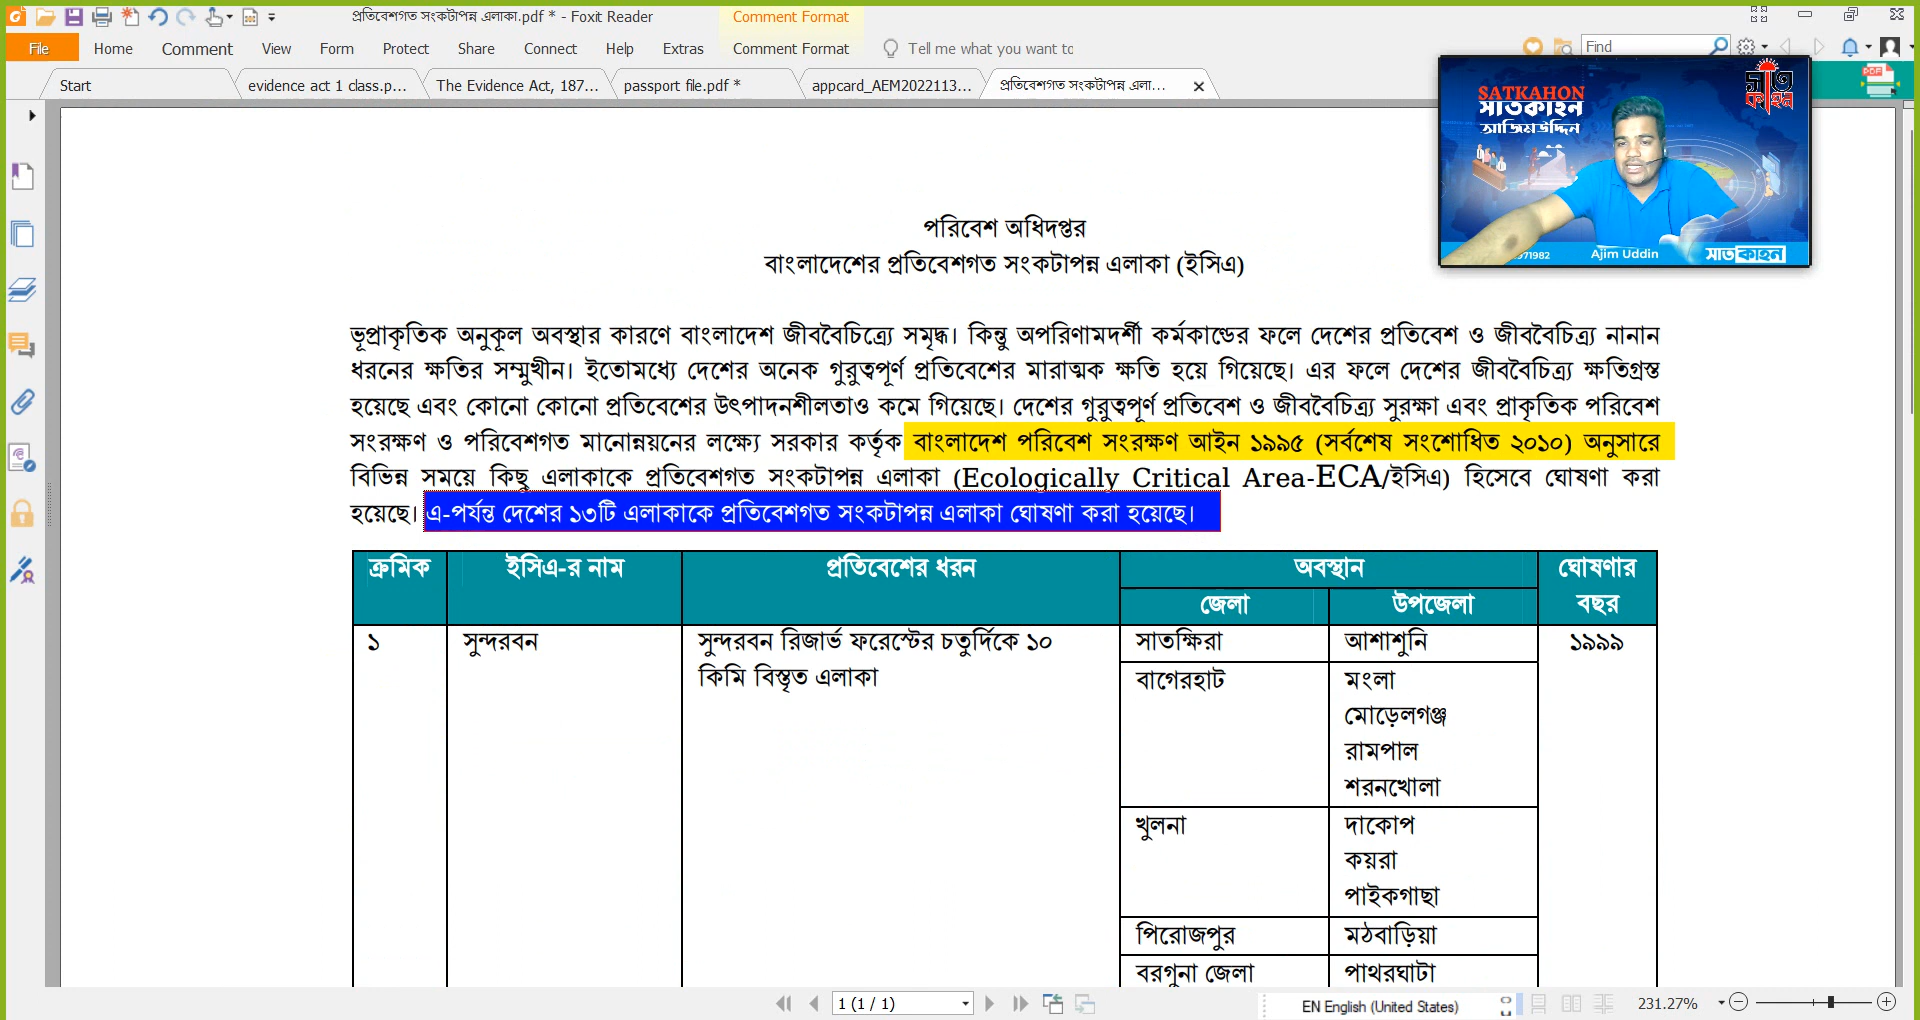 প্রতিবেশগত সংকটাপন্ন এলাকা.pdf * - Foxit Reader
Comment Format
File Home Comment View Form Protect Share Connect Help Extras Comment Format Tell me what you want to Find
Start
evidence act 1 class.p...
The Evidence Act, 187...
passport file.pdf *
appcard_AEM2022113...
প্রতিবেশগত সংকটাপন্ন এলা...
SATKAHON
সাতকাহন
আজিমউদ্দিন
সাত
কাহন
71982
Ajim Uddin
সাতকাহন
PDF
পরিবেশ অধিদপ্তর
বাংলাদেশের প্রতিবেশগত সংকটাপন্ন এলাকা (ইসিএ)
ভূপ্রাকৃতিক অনুকূল অবস্থার কারণে বাংলাদেশ জীববৈচিত্র্যে সমৃদ্ধ। কিন্তু অপরিণামদর্শী কর্মকান্ডের ফলে দেশের প্রতিবেশ ও জীববৈচিত্র্য নানান
ধরনের ক্ষতির সম্মুখীন। ইতোমধ্যে দেশের অনেক গুরুত্বপূর্ণ প্রতিবেশের মারাত্মক ক্ষতি হয়ে গিয়েছে। এর ফলে দেশের জীববৈচিত্র্য ক্ষতিগ্রস্ত
হয়েছে এবং কোনো কোনো প্রতিবেশের উৎপাদনশীলতাও কমে গিয়েছে। দেশের গুরুত্বপূর্ণ প্রতিবেশ ও জীববৈচিত্র্য সুরক্ষা এবং প্রাকৃতিক পরিবেশ
সংরক্ষণ ও পরিবেশগত মানোন্নয়নের লক্ষ্যে সরকার কর্তৃক বাংলাদেশ পরিবেশ সংরক্ষণ আইন ১৯৯৫ (সর্বশেষ সংশোধিত ২০১০) অনুসারে
বিভিন্ন সময়ে কিছু এলাকাকে প্রতিবেশগত সংকটাপন্ন এলাকা (Ecologically Critical Area-ECA/ইসিএ) হিসেবে ঘোষণা করা
হয়েছে। এ-পর্যন্ত দেশের ১৩টি এলাকাকে প্রতিবেশগত সংকটাপন্ন এলাকা ঘোষণা করা হয়েছে।
ক্রমিক ইসিএ-র নাম প্রতিবেশের ধরন অবস্থান ঘোষণার
জেলা উপজেলা বছর
১ সুন্দরবন সুন্দরবন রিজার্ভ ফরেস্টের চতুর্দিকে ১০ সাতক্ষিরা আশাশুনি ১৯৯৯
কিমি বিস্তৃত এলাকা বাগেরহাট মংলা
মোড়েলগঞ্জ
রামপাল
শরনখোলা
খুলনা দাকোপ
কয়রা
পাইকগাছা
পিরোজপুর মঠবাড়িয়া
বরগুনা জেলা পাথরঘাটা
1 (1 / 1)
EN English (United States)
231.27%